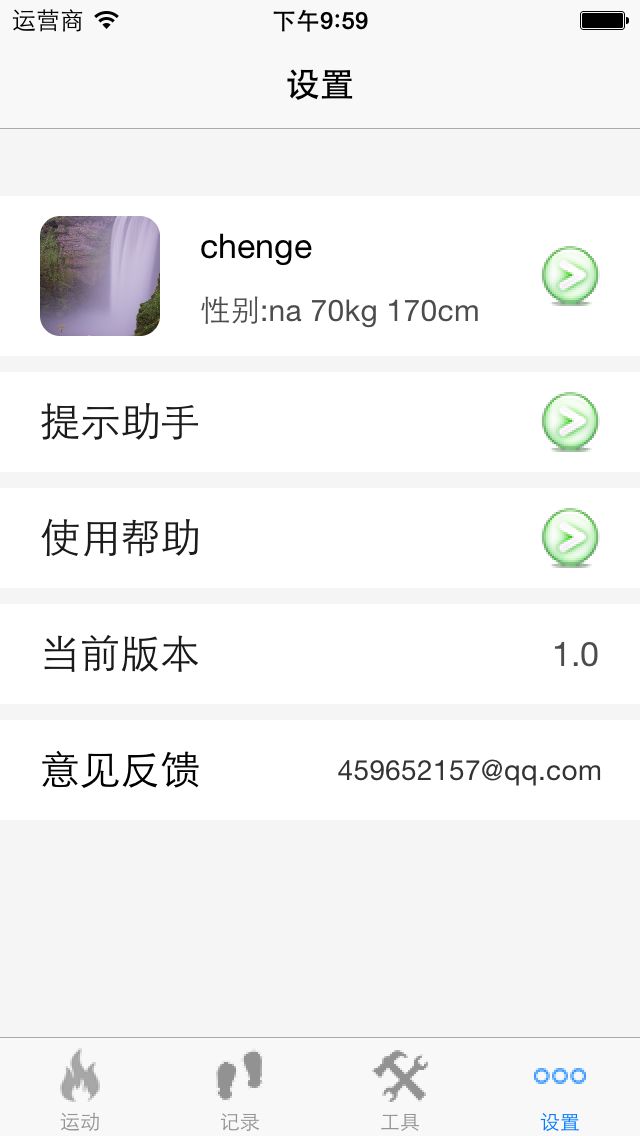 运营商 下午9:59
设置
chenge
性别:na 70kg 170cm
提示助手
使用帮助
当前版本 1.0
意见反馈 459652157@qq.com
运动 记录 工具 设置